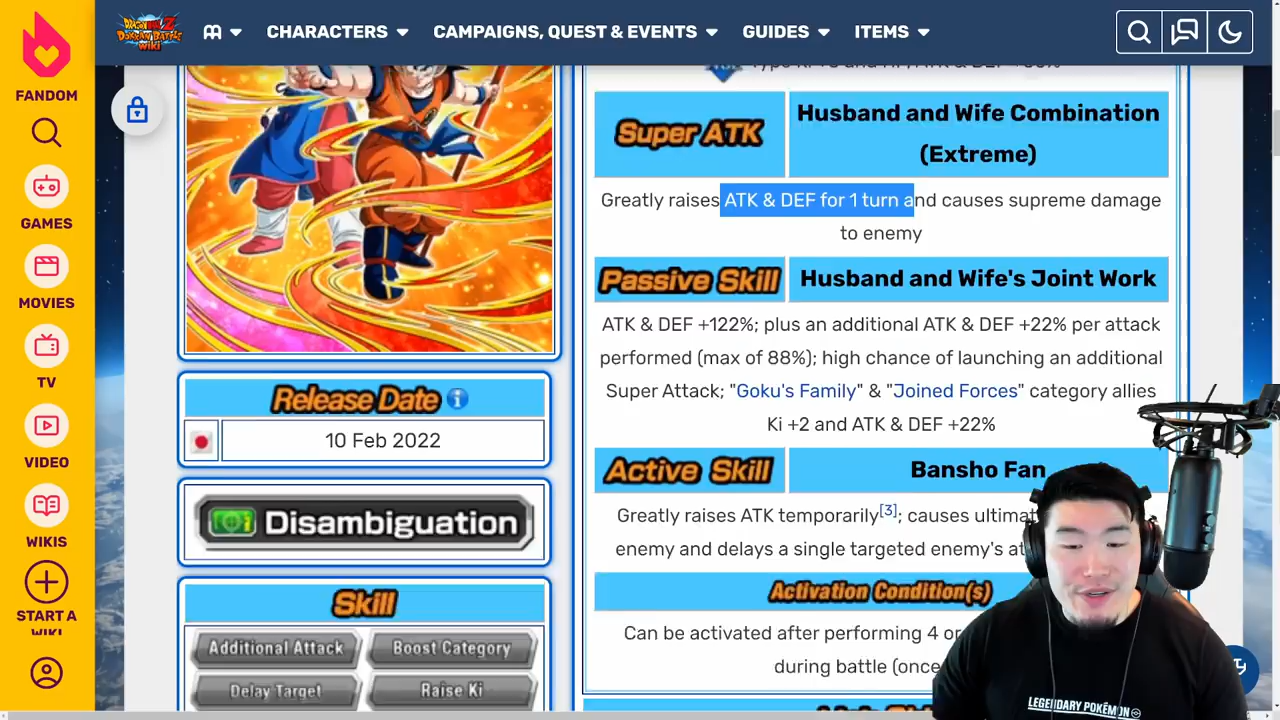 FANDOM
GAMES
MOVIES
TV
VIDEO
WIKIS
START A
WIKI
DRAGON BALL Z
DOKKAN BATTLE
WIKI
CHARACTERS
CAMPAIGNS, QUEST & EVENTS
GUIDES
ITEMS
Release Date
10 Feb 2022
Disambiguation
Skill
Additional Attack
Boost Category
Delay Target
Raise Ki
Super ATK
Husband and Wife Combination
(Extreme)
Greatly raises ATK & DEF for 1 turn and causes supreme damage
to enemy
Passive Skill
Husband and Wife's Joint Work
ATK & DEF +122%; plus an additional ATK & DEF +22% per attack
performed (max of 88%); high chance of launching an additional
Super Attack; "Goku's Family" & "Joined Forces" category allies
Ki +2 and ATK & DEF +22%
Active Skill
Bansho Fan
Greatly raises ATK temporarily[3]; causes
enemy and delays a single targeted enemy's
Activation Condition(s)
Can be activated after performing 4
during battle
LEGENDARY POKÉMON